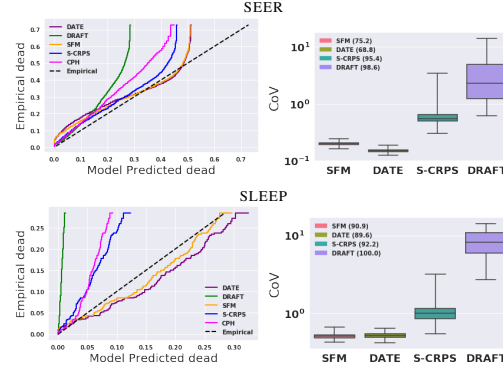 SEER
DATE
DRAFT
SFM
S-CRPS
CPH
Empirical
Empirical dead
0.7
0.6
0.5
0.4
0.3
0.2
0.1
0.0
0.0 0.1 0.2 0.3 0.4 0.5 0.6 0.7
Model Predicted dead
SFM (75.2)
DATE (68.8)
S-CRPS (95.4)
DRAFT (98.6)
CoV
10¹
10⁰
10⁻¹
SFM DATE S-CRPS DRAFT
SLEEP
Empirical dead
0.25
0.20
0.15
0.10
0.05
0.00
DATE
DRAFT
SFM
S-CRPS
CPH
Empirical
0.00 0.05 0.10 0.15 0.20 0.25 0.30
Model Predicted dead
SFM (90.9)
DATE (89.6)
S-CRPS (92.2)
DRAFT (100.0)
CoV
10¹
10⁰
SFM DATE S-CRPS DRAFT